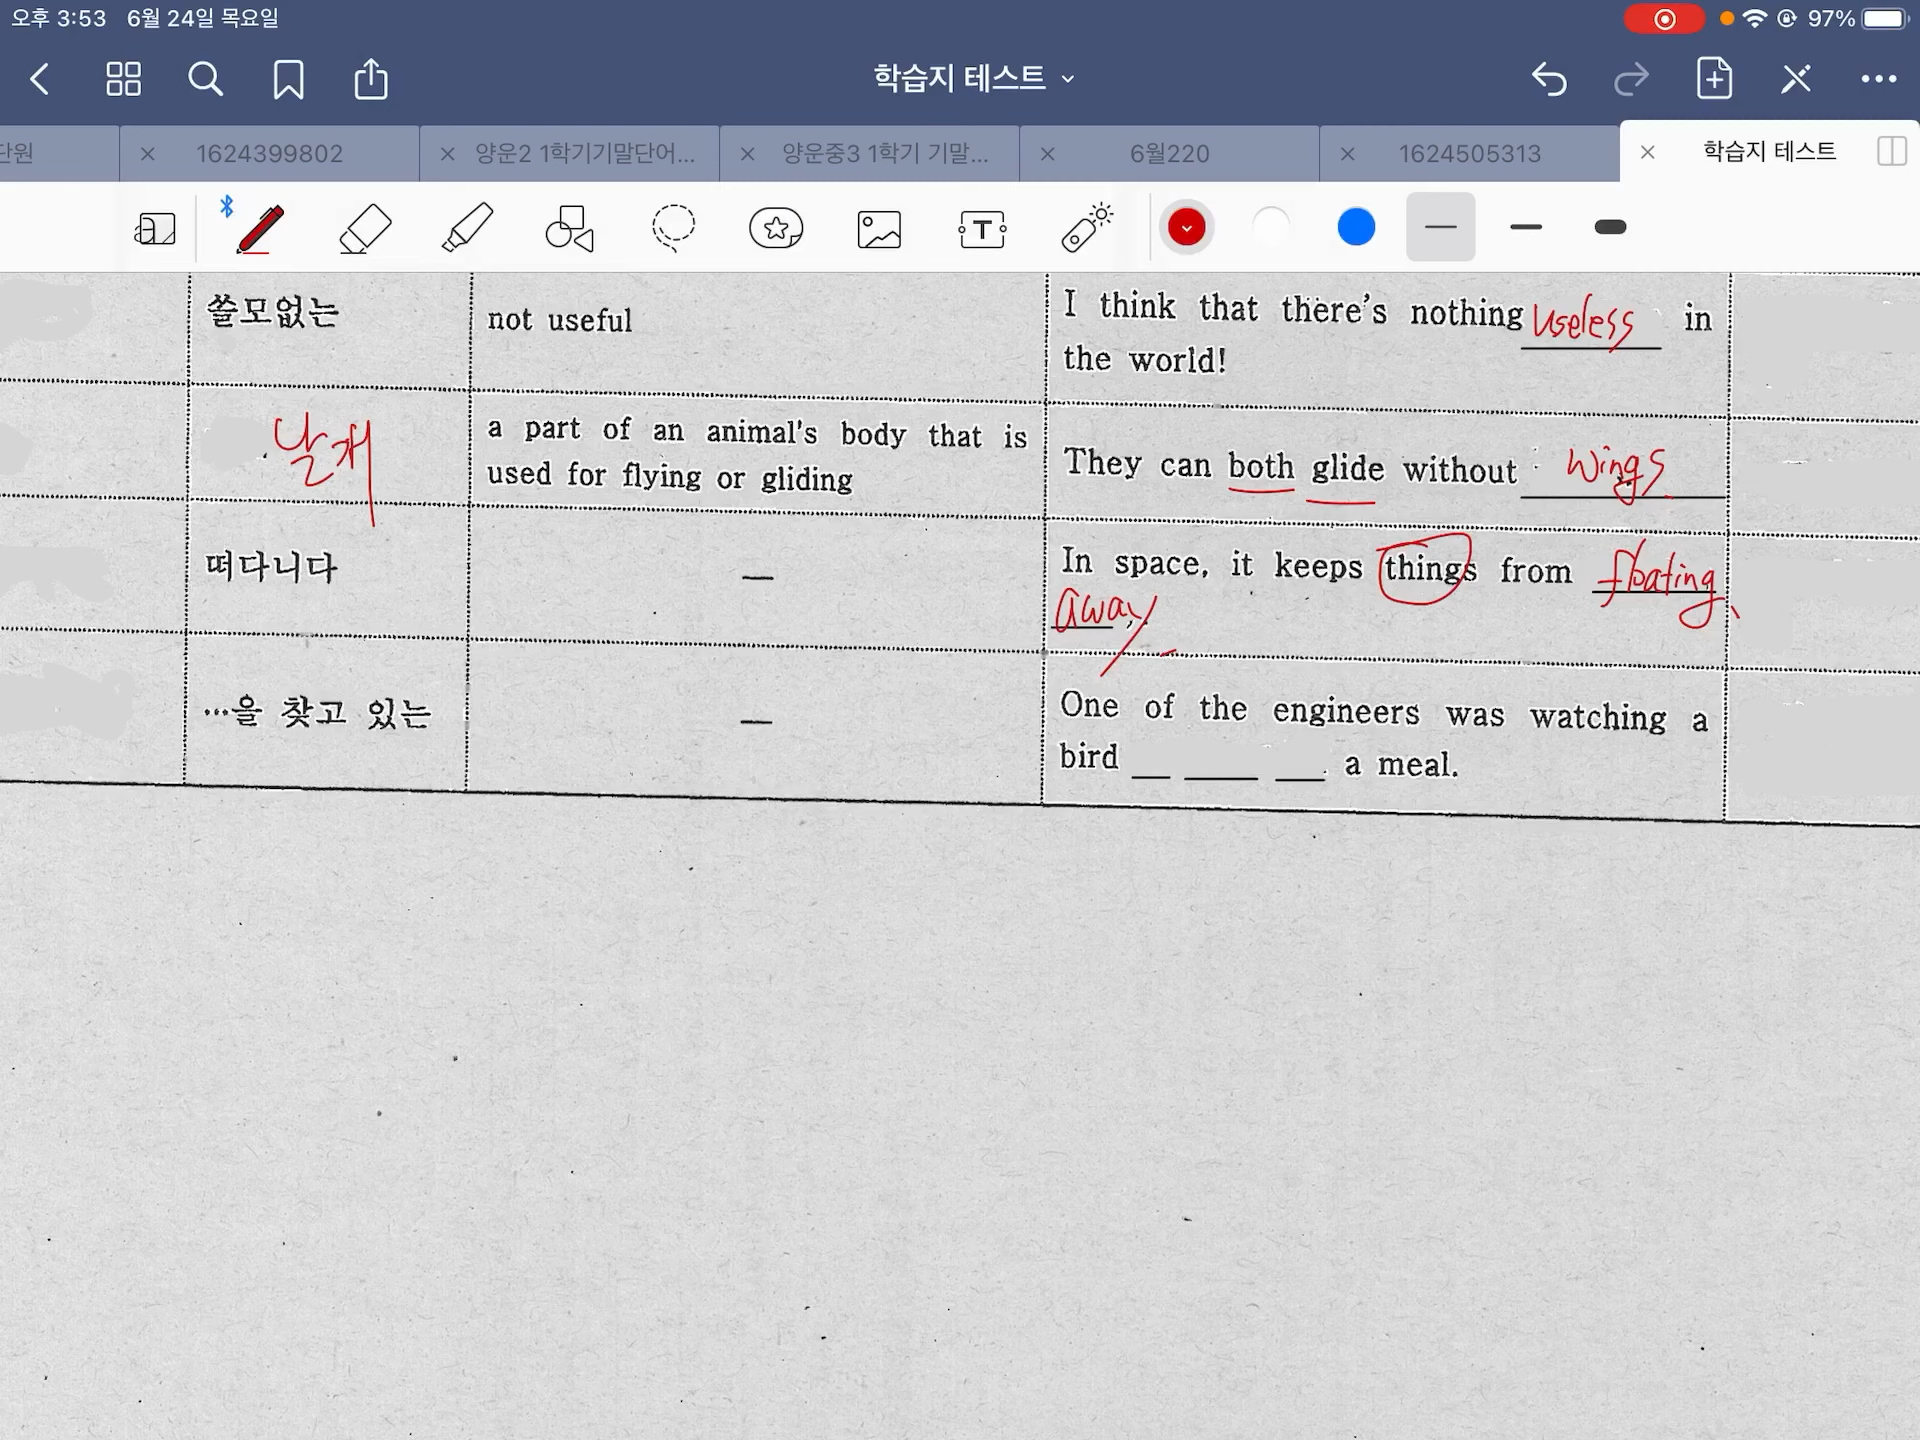 오후 3:53 6월 24일 목요일
97%
학습지 테스트
단원
1624399802
양운2 1학기기말단어...
양운중3 1학기 기말...
6월220
1624505313
학습지 테스트
쓸모없는
not useful
I think that there's nothing useless in
the world!
날개
a part of an animal's body that is
used for flying or gliding
They can both glide without wings
떠다니다
—
In space, it keeps things from floating
away.
…을 찾고 있는
—
One of the engineers was watching a
bird __ ____ __ a meal.